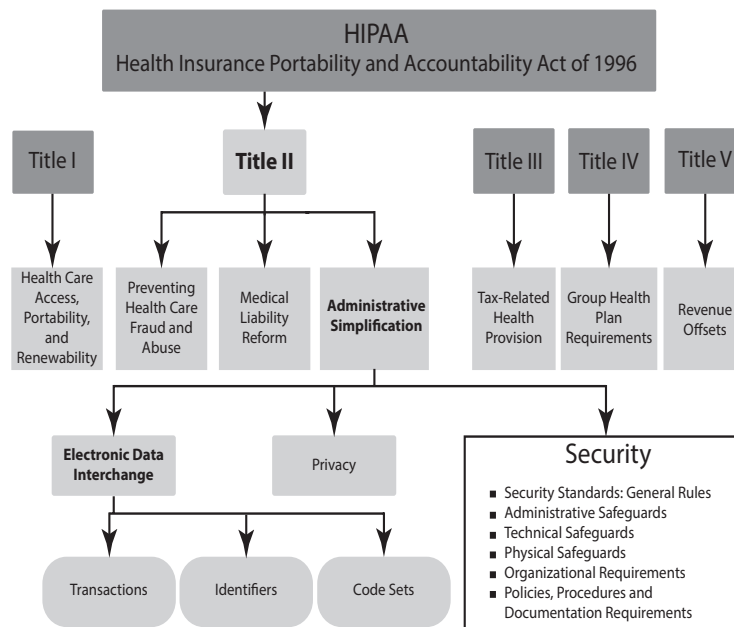 HIPAA
Health Insurance Portability and Accountability Act of 1996
Title I
Title II
Title III
Title IV
Title V
Health Care
Access,
Portability,
and
Renewability
Preventing
Health Care
Fraud and
Abuse
Medical
Liability
Reform
Administrative
Simplification
Tax-Related
Health
Provision
Group Health
Plan
Requirements
Revenue
Offsets
Electronic Data
Interchange
Privacy
Security
▪ Security Standards: General Rules
▪ Administrative Safeguards
▪ Technical Safeguards
▪ Physical Safeguards
▪ Organizational Requirements
▪ Policies, Procedures and
Documentation Requirements
Transactions
Identifiers
Code Sets